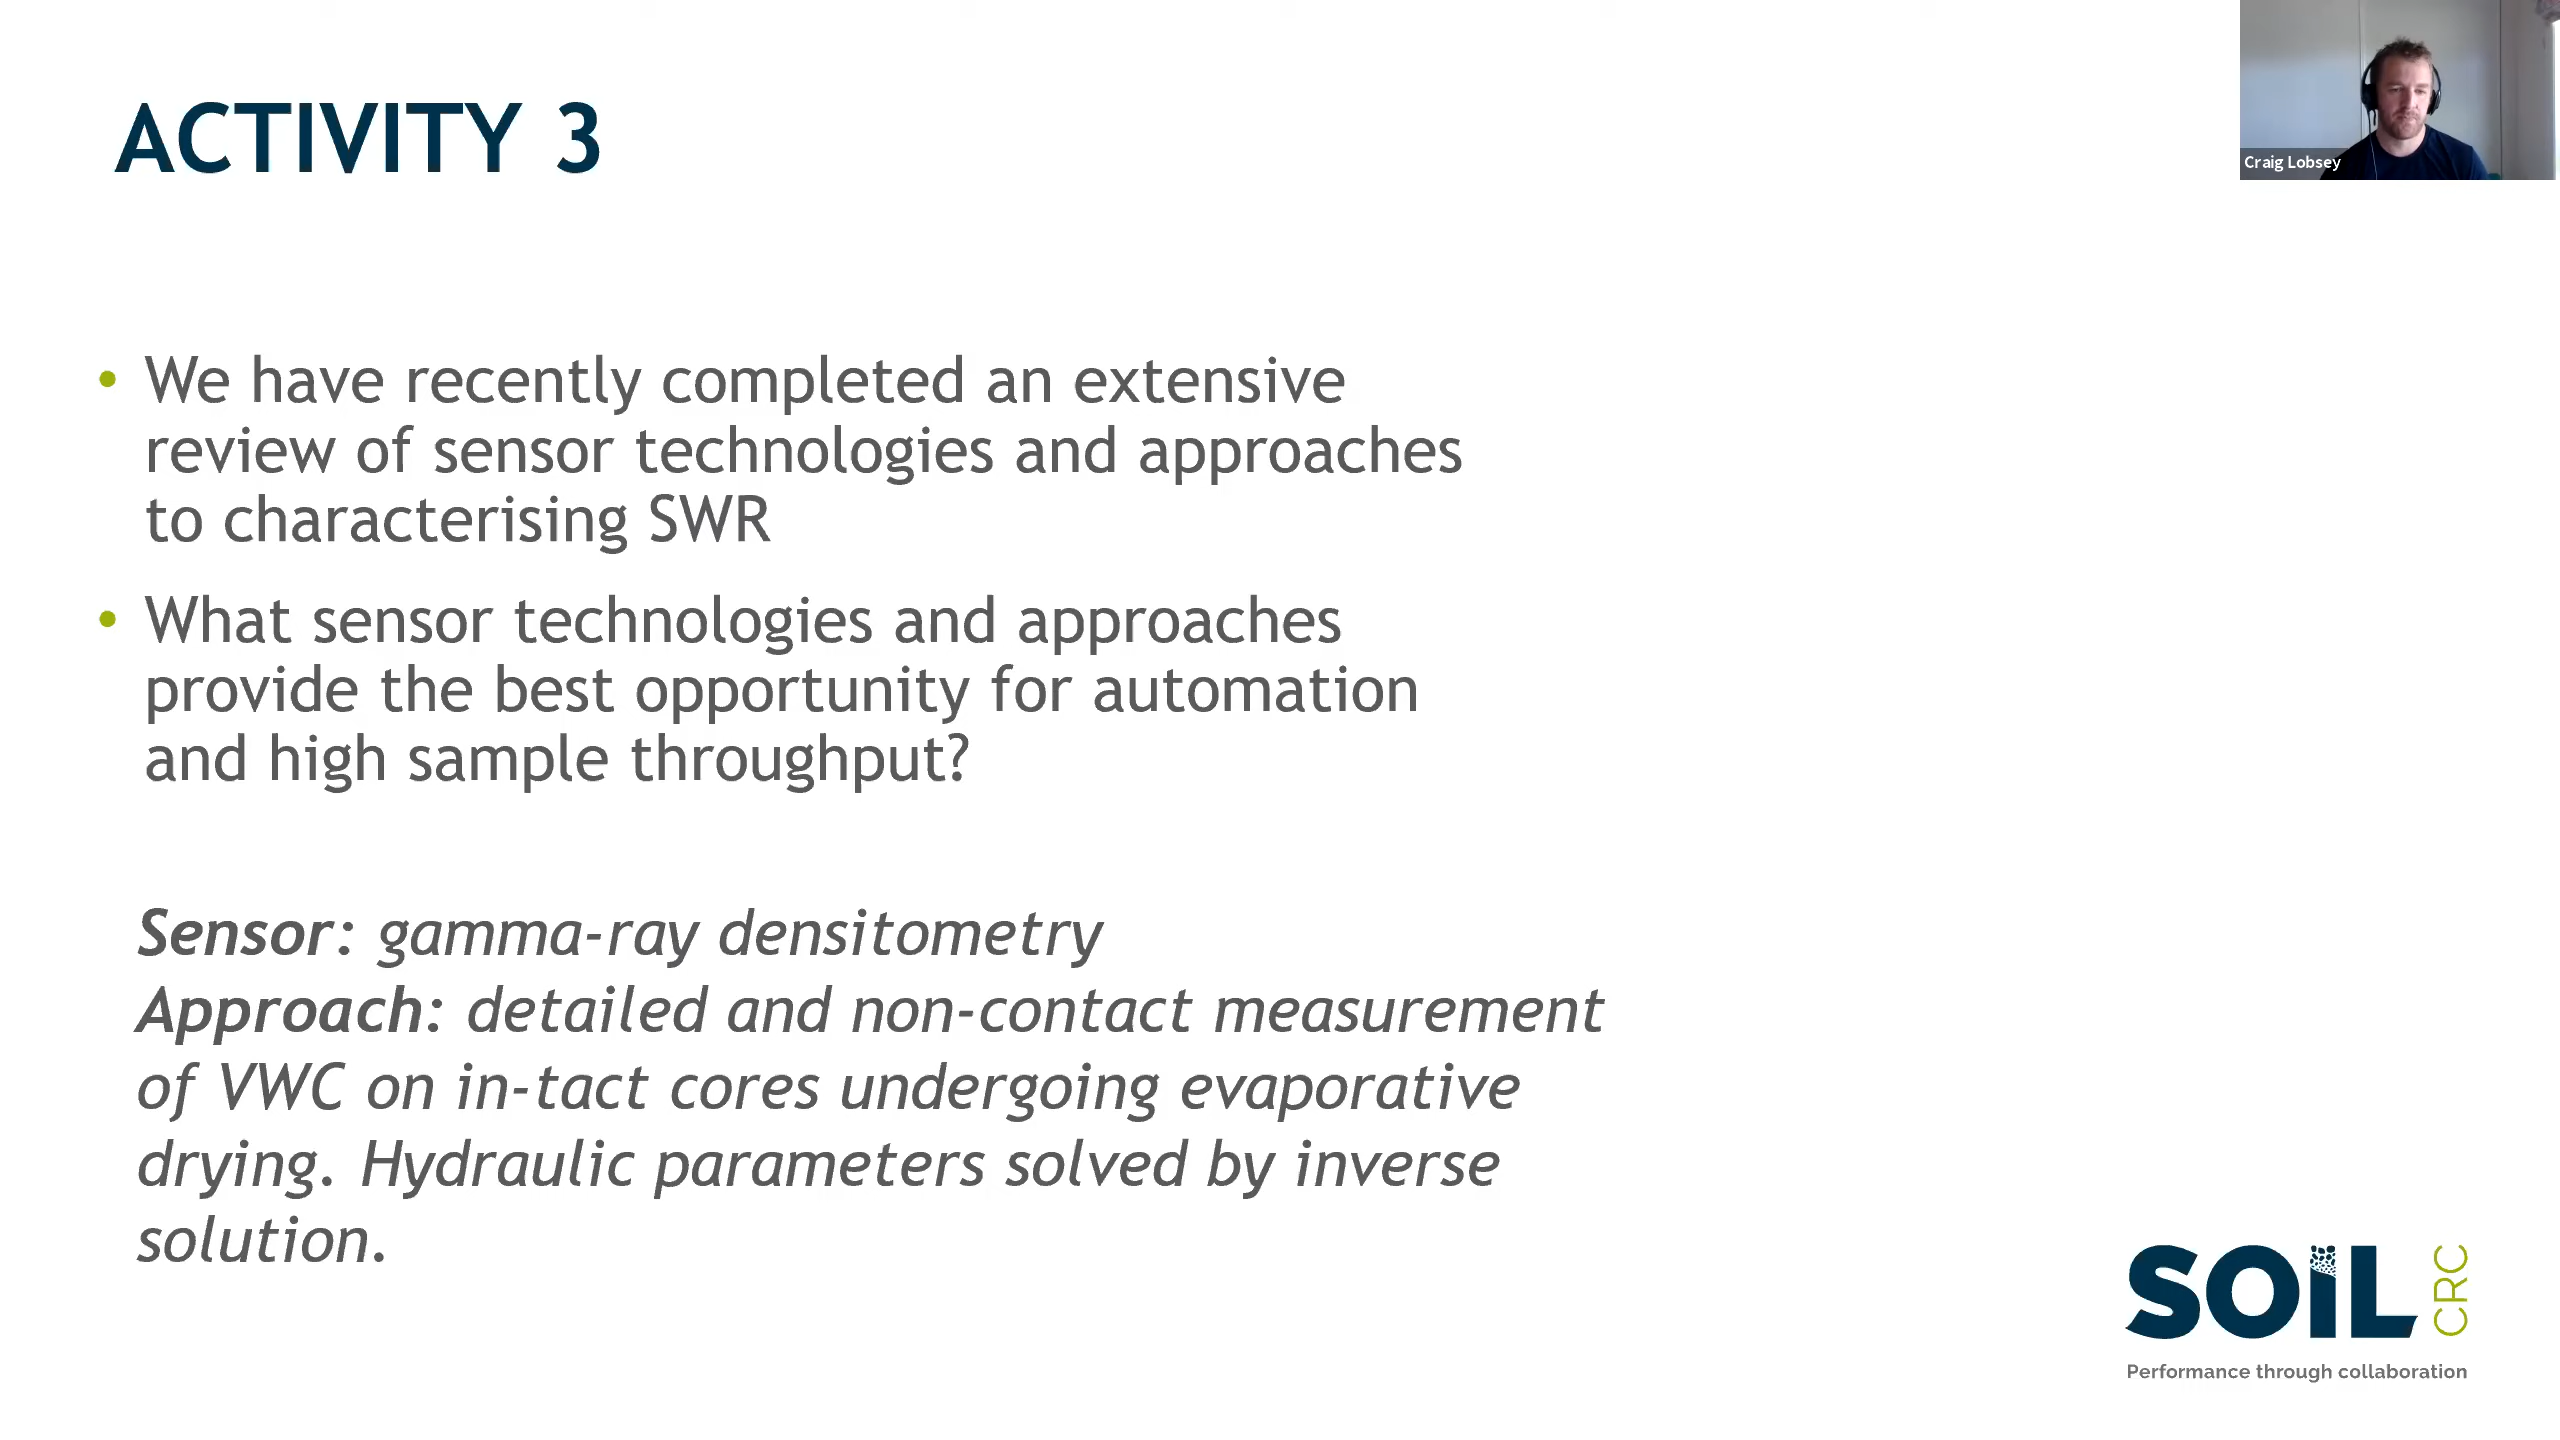 ACTIVITY 3
Craig Lobsey
• We have recently completed an extensive
review of sensor technologies and approaches
to characterising SWR
• What sensor technologies and approaches
provide the best opportunity for automation
and high sample throughput?
Sensor: gamma-ray densitometry
Approach: detailed and non-contact measurement
of VWC on in-tact cores undergoing evaporative
drying. Hydraulic parameters solved by inverse
solution.
SOIL CRC
Performance through collaboration